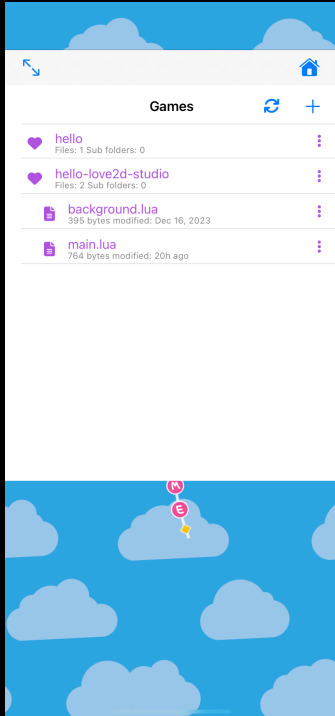 Games
hello
Files: 1 Sub folders: 0
hello-love2d-studio
Files: 2 Sub folders: 0
background.lua
395 bytes modified: Dec 16, 2023
main.lua
764 bytes modified: 20h ago
M
E